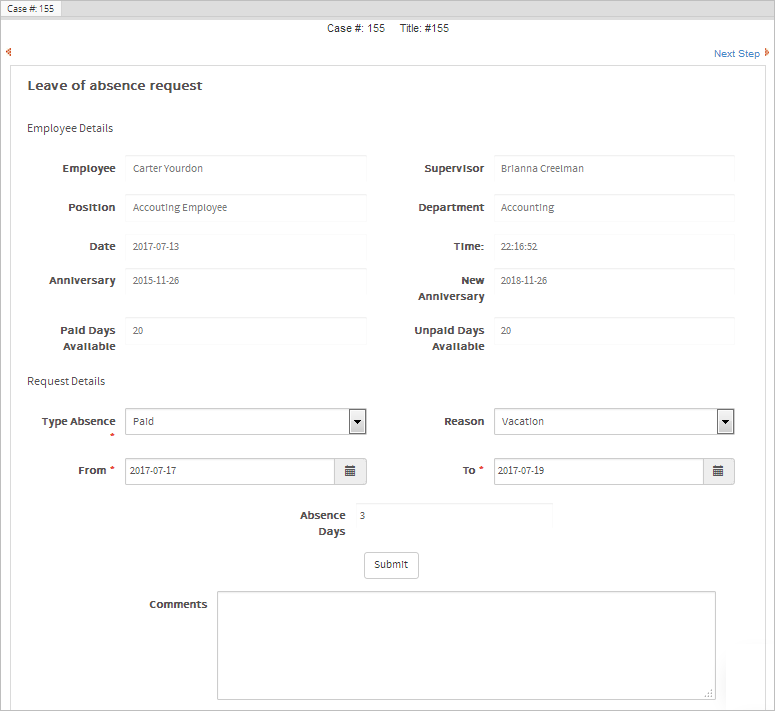 Case #: 155
Case #: 155 Title: #155
Next Step
Leave of absence request
Employee Details
Employee Carter Yourdon Supervisor Brianna Creelman
Position Accouting Employee Department Accounting
Date 2017-07-13 Time: 22:16:52
Anniversary 2015-11-26 New Anniversary 2018-11-26
Paid Days Available 20 Unpaid Days Available 20
Request Details
Type Absence * Paid Reason Vacation
From * 2017-07-17 To * 2017-07-19
Absence Days 3
Submit
Comments